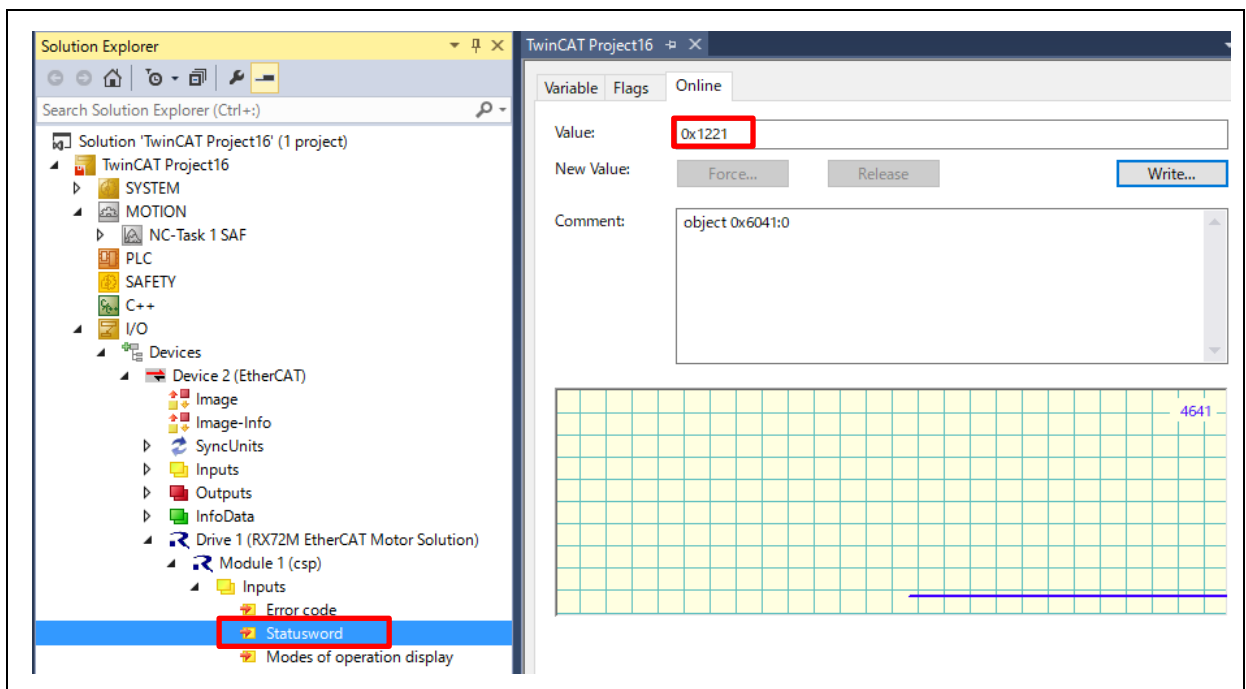 Solution Explorer
Search Solution Explorer (Ctrl+:)
Solution 'TwinCAT Project16' (1 project)
TwinCAT Project16
SYSTEM
MOTION
NC-Task 1 SAF
PLC
SAFETY
C++
I/O
Devices
Device 2 (EtherCAT)
Image
Image-Info
SyncUnits
Inputs
Outputs
InfoData
Drive 1 (RX72M EtherCAT Motor Solution)
Module 1 (csp)
Inputs
Error code
Statusword
Modes of operation display
TwinCAT Project16
Variable Flags Online
Value: 0x1221
New Value: Force... Release Write...
Comment: object 0x6041:0
4641